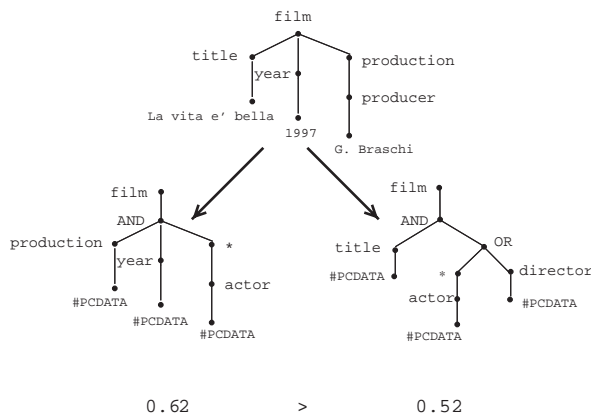 film
title
year
production
producer
La vita e' bella
1997
G. Braschi
film
AND
production
year
*
actor
#PCDATA
#PCDATA
#PCDATA
film
AND
OR
title
#PCDATA
*
director
actor
#PCDATA
#PCDATA
0.62 > 0.52